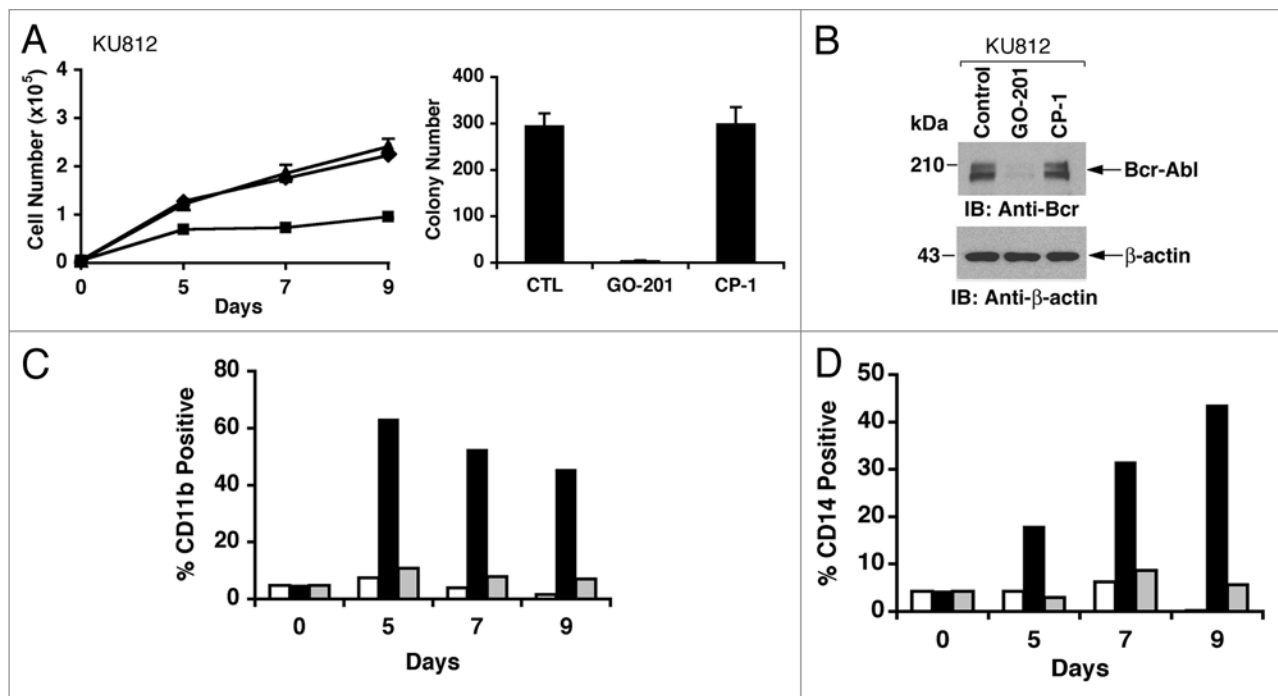 A
KU812
Cell Number (x10⁵)
4
3
2
1
0
0 5 7 9
Days
Colony Number
400
300
200
100
0
CTL GO-201 CP-1
B
KU812
Control
GO-201
CP-1
kDa
210
Bcr-Abl
IB: Anti-Bcr
43
β-actin
IB: Anti-β-actin
C
% CD11b Positive
80
60
40
20
0
0 5 7 9
Days
D
% CD14 Positive
50
40
30
20
10
0
0 5 7 9
Days